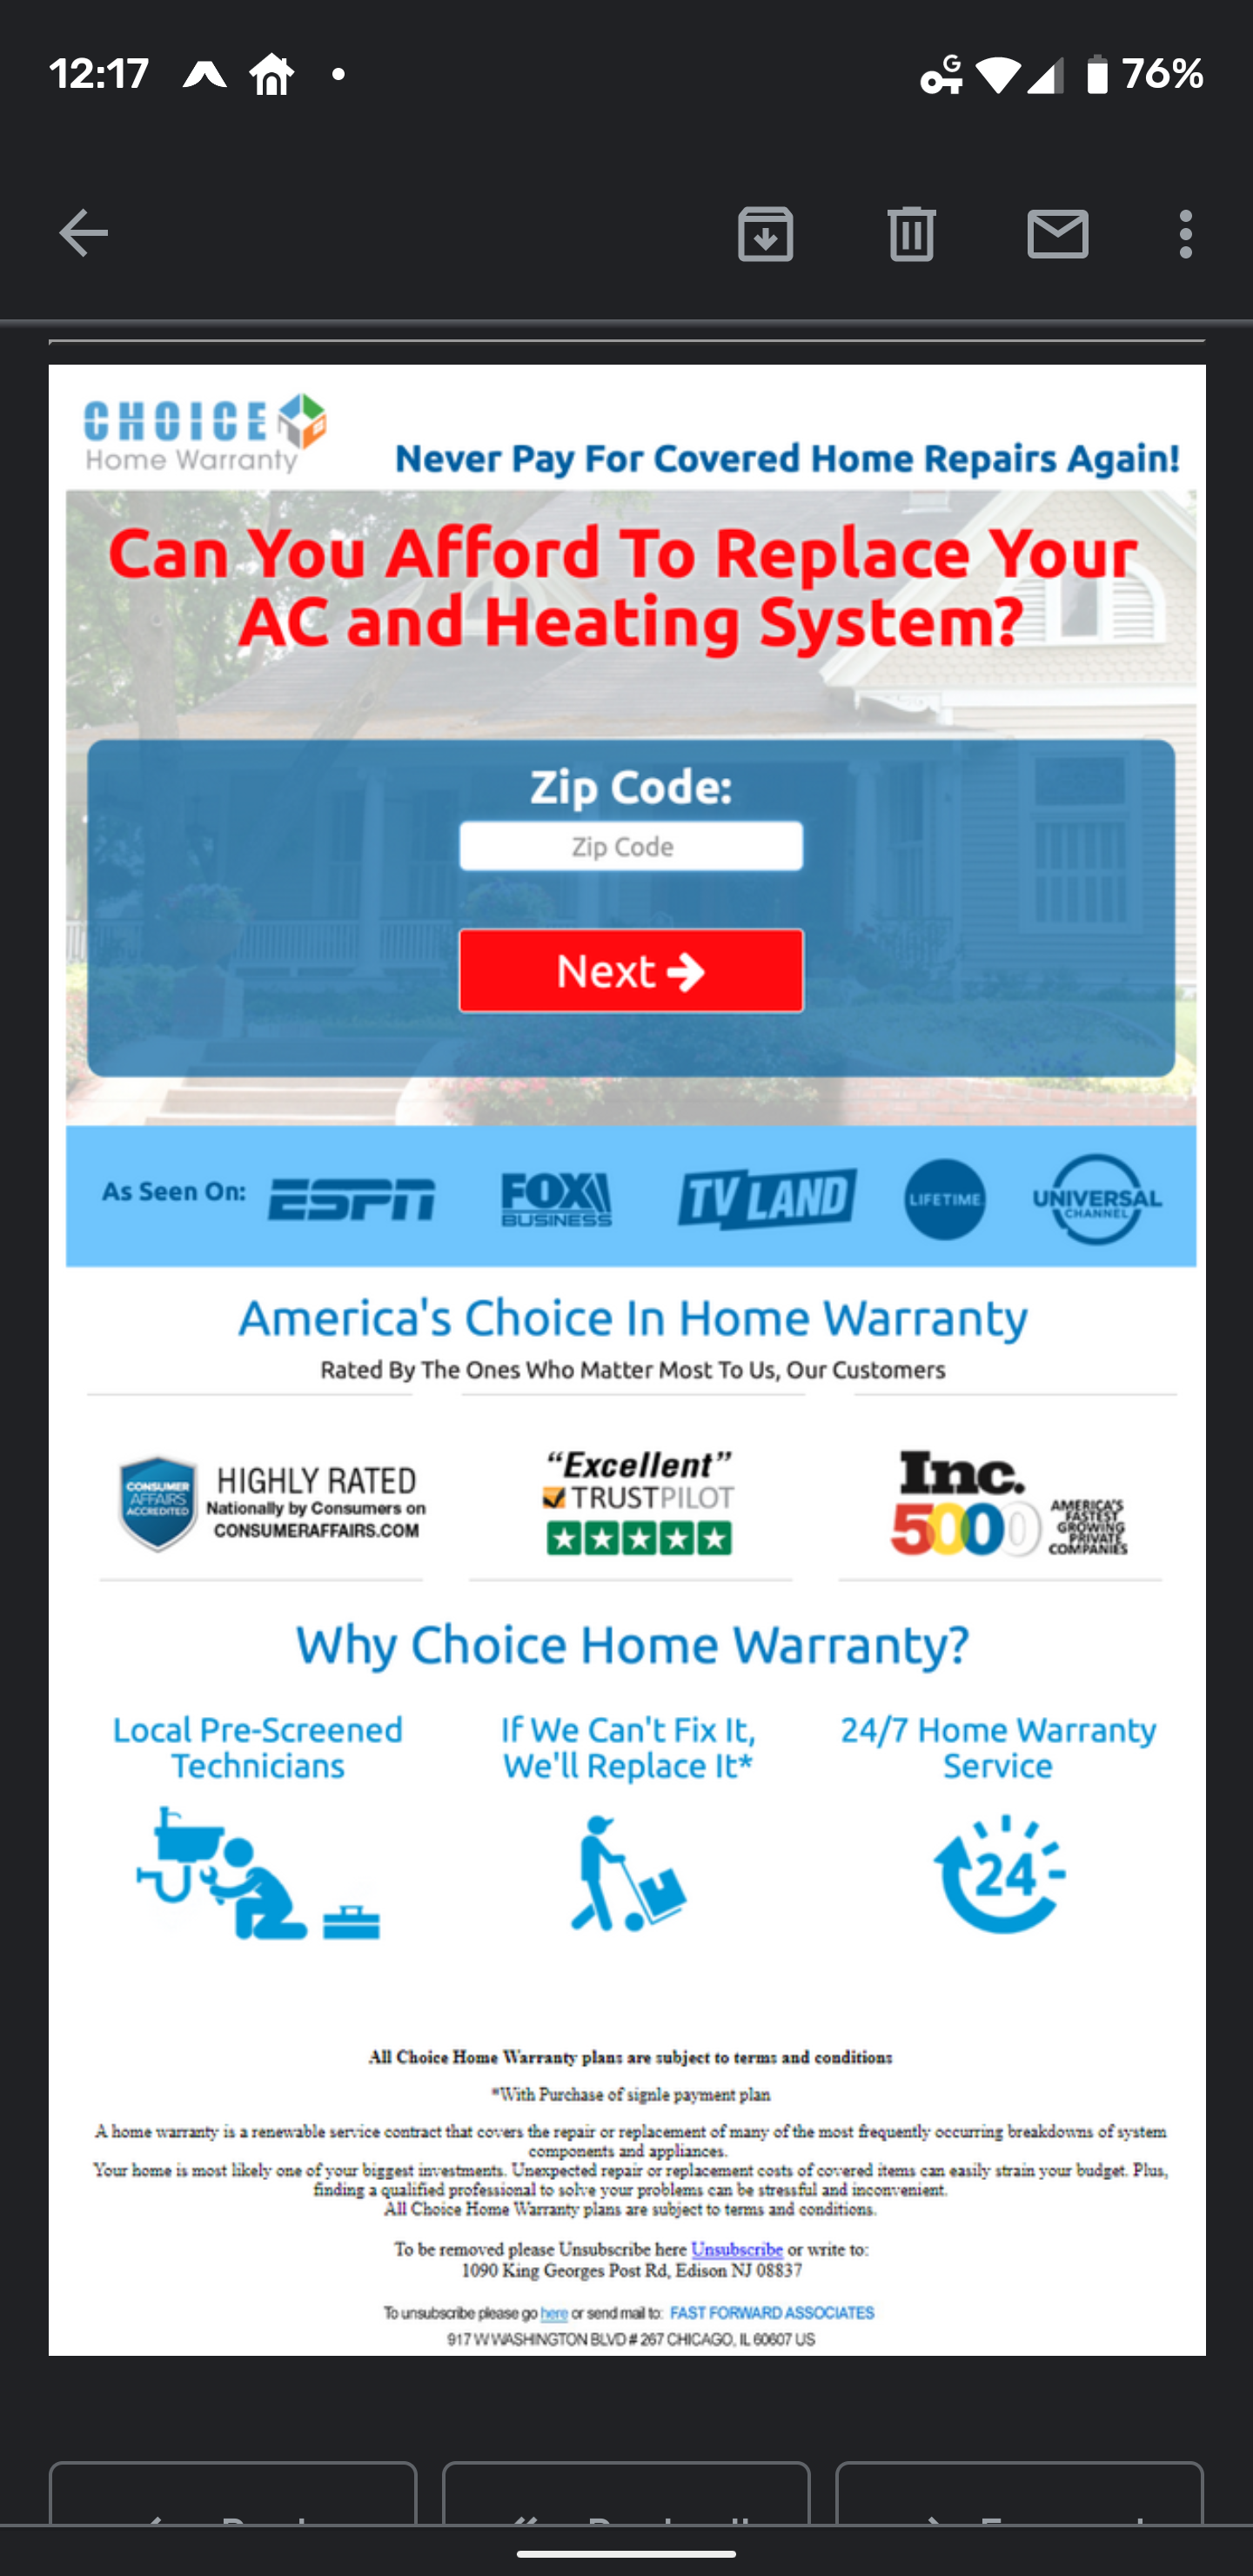 12:17
G
76%
CHOICE
Home Warranty
Never Pay For Covered Home Repairs Again!
Can You Afford To Replace Your
AC and Heating System?
Zip Code:
Zip Code
Next
As Seen On:
ESPN
FOX
BUSINESS
TV LAND
LIFETIME
UNIVERSAL
CHANNEL
America's Choice In Home Warranty
Rated By The Ones Who Matter Most To Us, Our Customers
CONSUMER
AFFAIRS
ACCREDITED
HIGHLY RATED
Nationally by Consumers on
CONSUMERAFFAIRS.COM
“Excellent”
TRUSTPILOT
Inc.
5000
AMERICA'S
FASTEST
GROWING
PRIVATE
COMPANIES
Why Choice Home Warranty?
Local Pre-Screened
Technicians
If We Can't Fix It,
We'll Replace It*
24/7 Home Warranty
Service
24
All Choice Home Warranty plans are subject to terms and conditions
*With Purchase of signle payment plan
A home warranty is a renewable service contract that covers the repair or replacement of many of the most frequently occurring breakdowns of system
components and appliances.
Your home is most likely one of your biggest investments. Unexpected repair or replacement costs of covered items can easily strain your budget. Plus,
finding a qualified professional to solve your problems can be stressful and inconvenient.
All Choice Home Warranty plans are subject to terms and conditions.
To be removed please Unsubscribe here Unsubscribe or write to:
1090 King Georges Post Rd, Edison NJ 08837
To unsubscribe please go here or send mail to: FAST FORWARD ASSOCIATES
917 W WASHINGTON BLVD # 267 CHICAGO, IL 60607 US